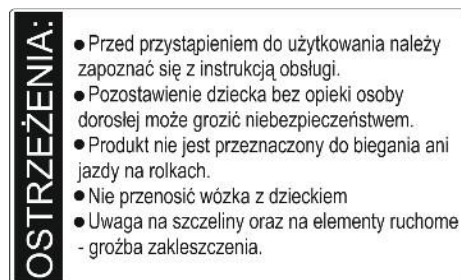 OSTRZEŻENIA:
● Przed przystąpieniem do użytkowania należy
zapoznać się z instrukcją obsługi.
● Pozostawienie dziecka bez opieki osoby
dorosłej może grozić niebezpieczeństwem.
● Produkt nie jest przeznaczony do biegania ani
jazdy na rolkach.
● Nie przenosić wózka z dzieckiem
● Uwaga na szczeliny oraz na elementy ruchome
- groźba zakleszczenia.